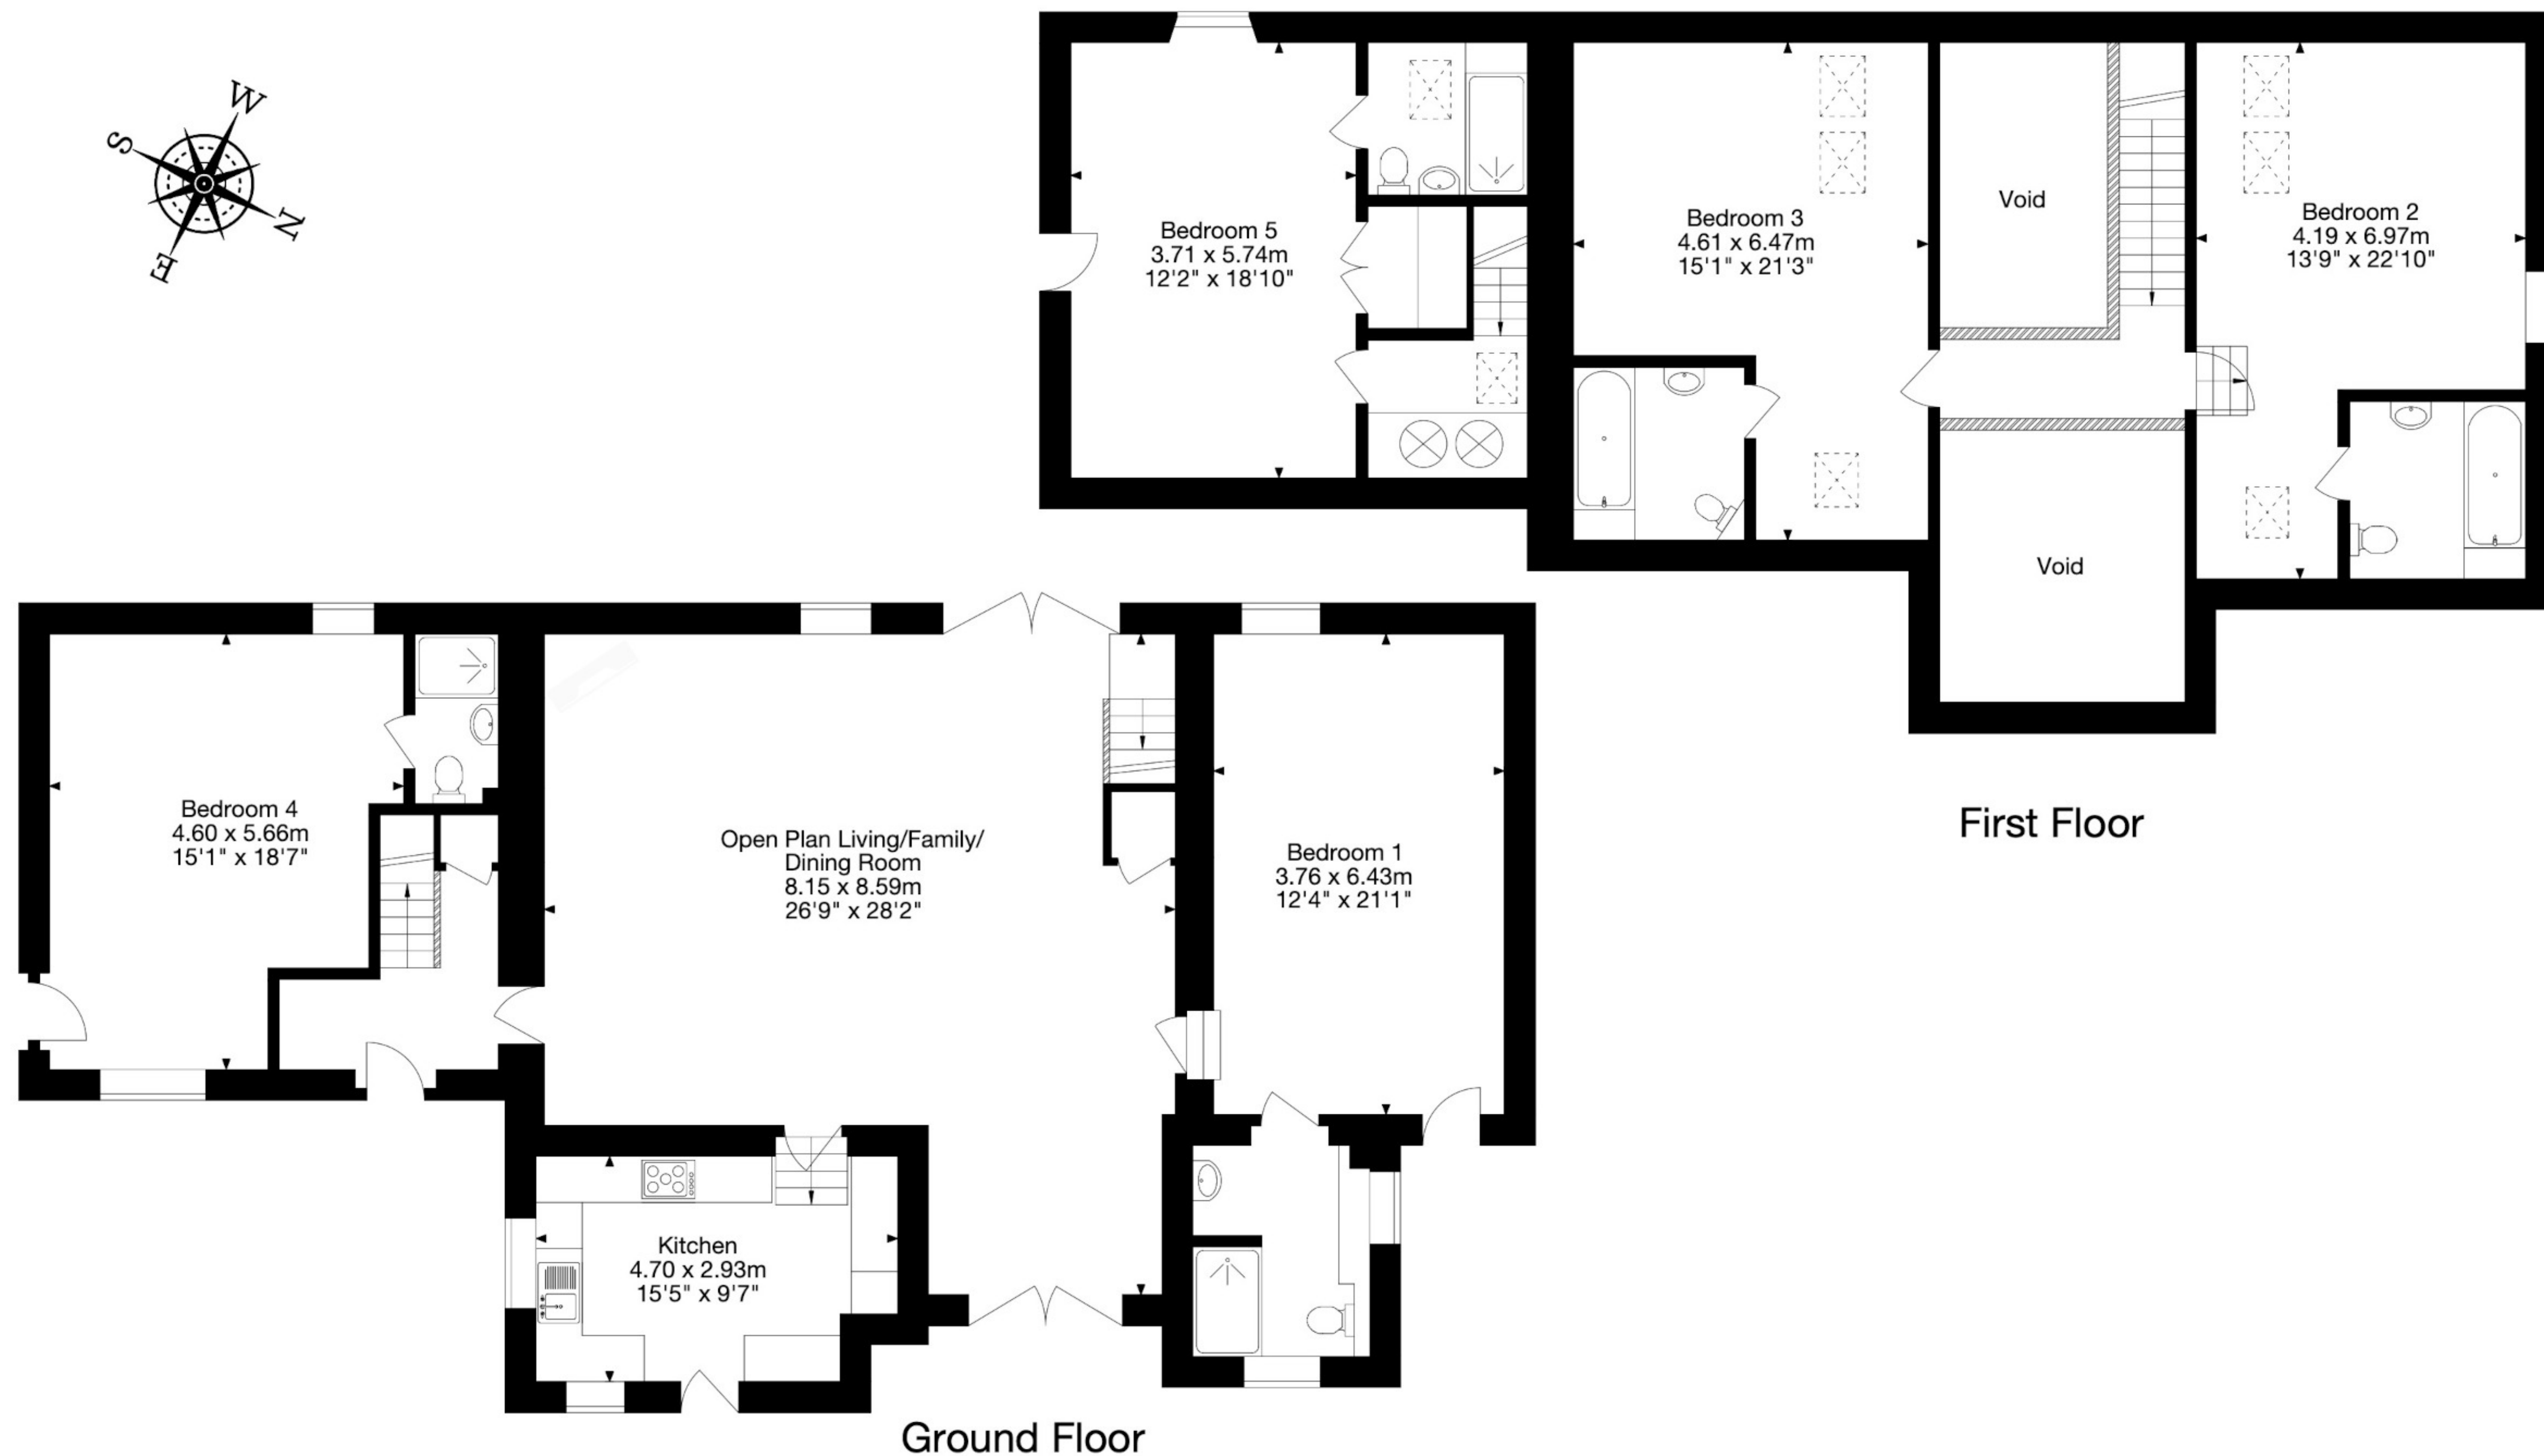 W
S
N
E
Bedroom 5
3.71 x 5.74m
12'2" x 18'10"
Bedroom 3
4.61 x 6.47m
15'1" x 21'3"
Void
Bedroom 2
4.19 x 6.97m
13'9" x 22'10"
Void
First Floor
Bedroom 4
4.60 x 5.66m
15'1" x 18'7"
Open Plan Living/Family/
Dining Room
8.15 x 8.59m
26'9" x 28'2"
Bedroom 1
3.76 x 6.43m
12'4" x 21'1"
Kitchen
4.70 x 2.93m
15'5" x 9'7"
Ground Floor